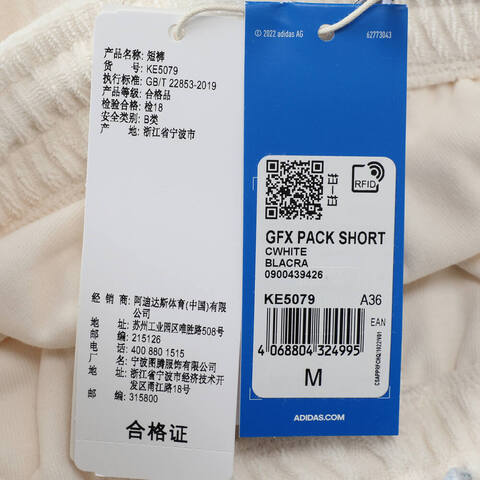 产品名称: 短裤
货 号: KE5079
执行标准: GB/T 22853-2019
产品等级: 合格品
检验合格: 检18
安全类别: B类
产 地: 浙江省宁波市
经 销 商: 阿迪达斯体育(中国)有限
公司
地 址: 苏州工业园区唯胜路508号
邮 编: 215126
电 话: 400 880 1515
厂 名: 宁波图腾服饰有限公司
地 址: 浙江省宁波市经济技术开
发区甬江路18号
邮 编: 315800
合格证
© 2022 adidas AG 62773043
RFID
GFX PACK SHORT
CWHITE
BLACRA
0900439426
KE5079 A36
EAN
4 068804 324995
M
ADIDAS.COM